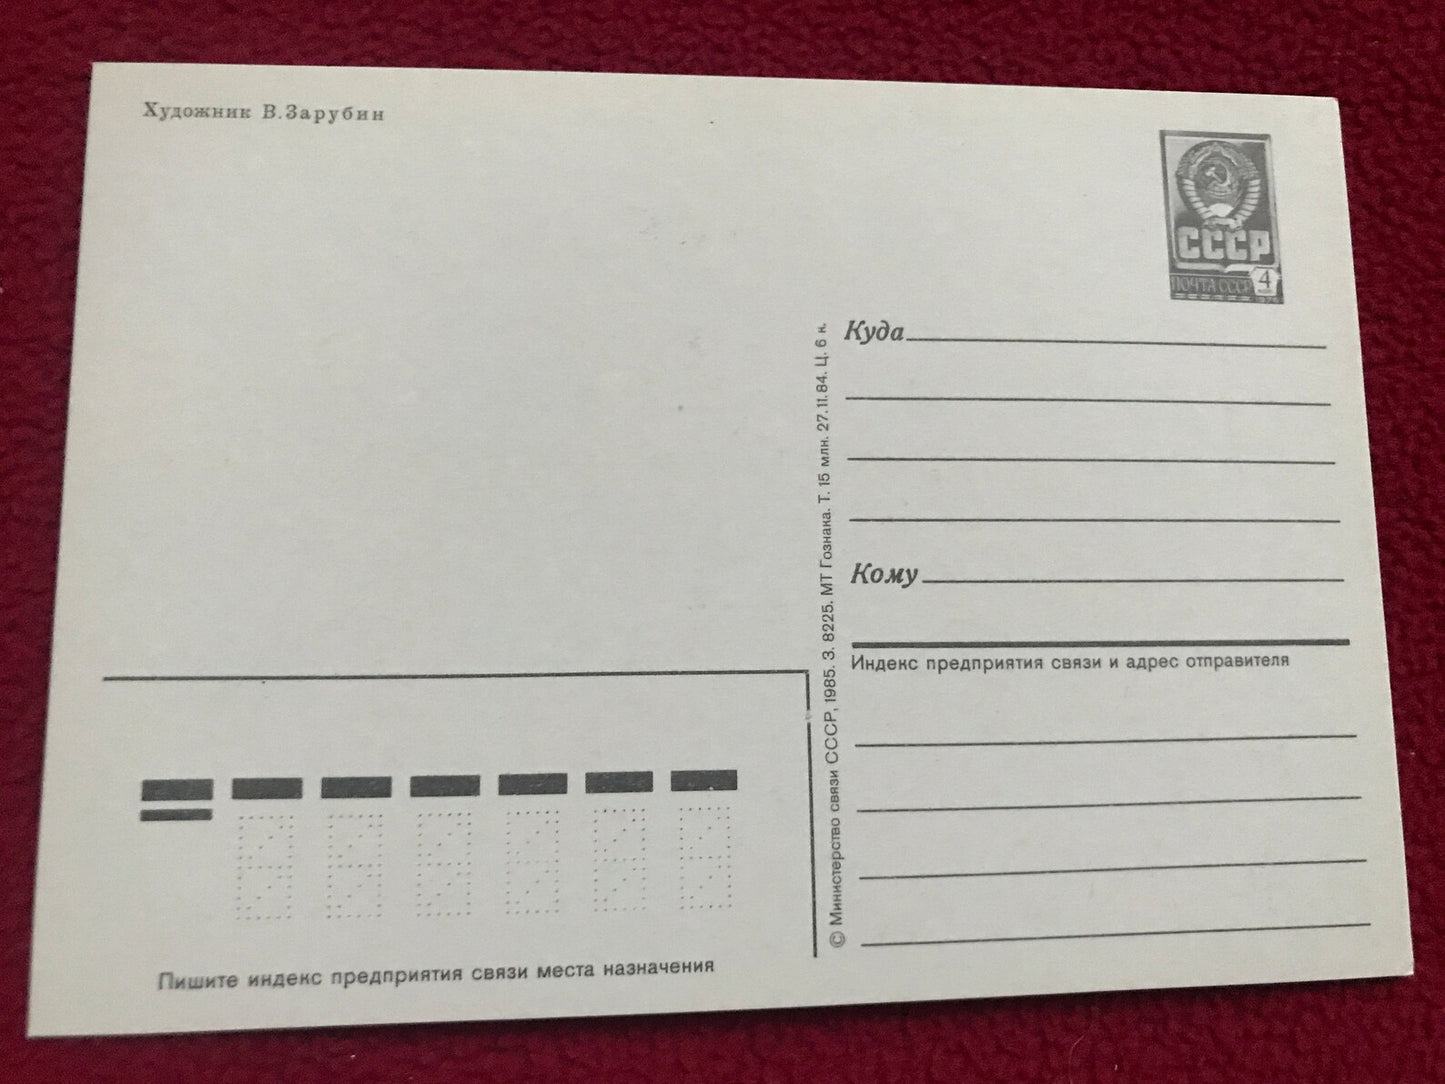 Художник В.Зарубин
СССР
ПОЧТА СССР 4
Куда
Кому
Индекс предприятия связи и адрес отправителя
© Министерство связи СССР, 1985. З. 8225. МТ Гознака. Т. 15 млн. 27.11.84. Ц. 6 к.
Пишите индекс предприятия связи места назначения